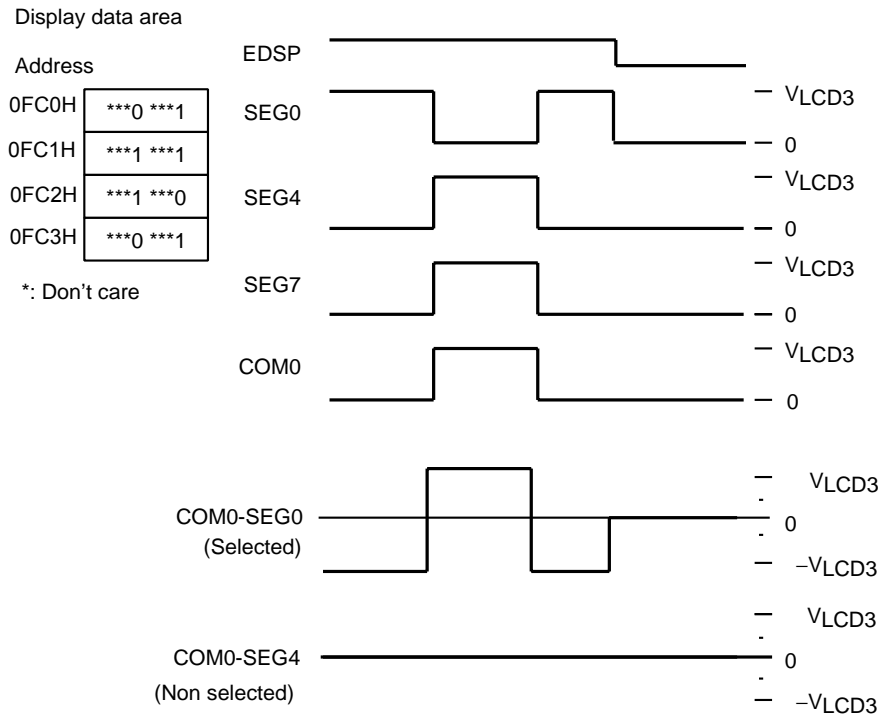 Display data area
Address
0FC0H ***0 ***1
0FC1H ***1 ***1
0FC2H ***1 ***0
0FC3H ***0 ***1
*: Don't care
EDSP
SEG0
VLCD3
0
SEG4
VLCD3
0
SEG7
VLCD3
0
COM0
VLCD3
0
COM0-SEG0
(Selected)
VLCD3
0
−VLCD3
COM0-SEG4
(Non selected)
VLCD3
0
−VLCD3